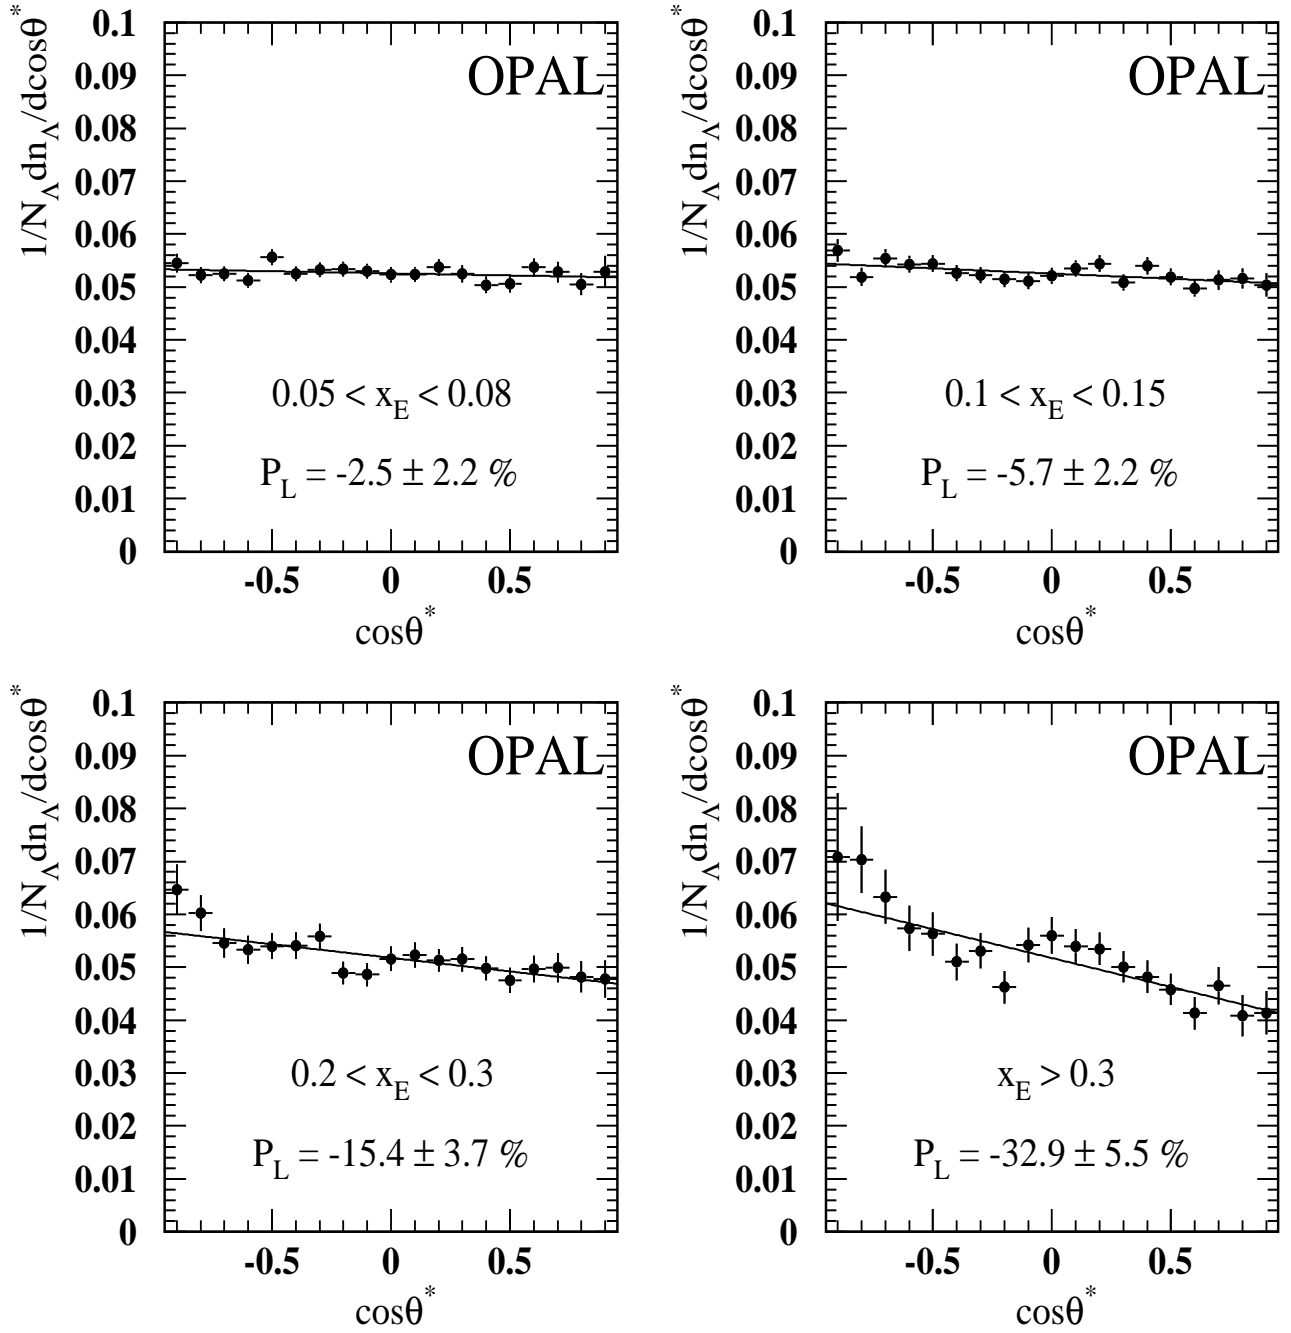 1/N_Λ dn_Λ/dcosθ*
0.1
0.09
0.08
0.07
0.06
0.05
0.04
0.03
0.02
0.01
0
OPAL
0.05 < x_E < 0.08
P_L = -2.5 ± 2.2 %
-0.5 0 0.5
cosθ*
1/N_Λ dn_Λ/dcosθ*
0.1
0.09
0.08
0.07
0.06
0.05
0.04
0.03
0.02
0.01
0
OPAL
0.1 < x_E < 0.15
P_L = -5.7 ± 2.2 %
-0.5 0 0.5
cosθ*
1/N_Λ dn_Λ/dcosθ*
0.1
0.09
0.08
0.07
0.06
0.05
0.04
0.03
0.02
0.01
0
OPAL
0.2 < x_E < 0.3
P_L = -15.4 ± 3.7 %
-0.5 0 0.5
cosθ*
1/N_Λ dn_Λ/dcosθ*
0.1
0.09
0.08
0.07
0.06
0.05
0.04
0.03
0.02
0.01
0
OPAL
x_E > 0.3
P_L = -32.9 ± 5.5 %
-0.5 0 0.5
cosθ*